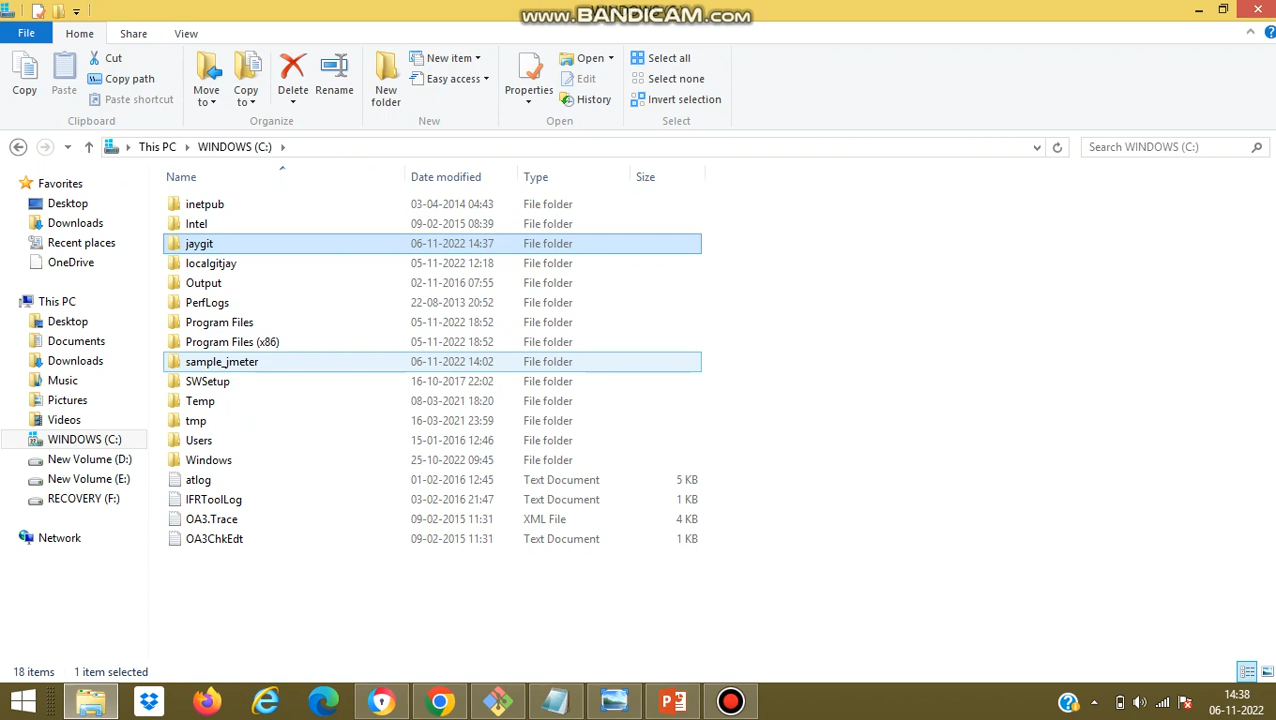 www.BANDICAM.com
File Home Share View
Copy Paste Cut Copy path Paste shortcut Move to Copy to Delete Rename New folder New item Easy access Properties Open Edit History Select all Select none Invert selection
Clipboard Organize New Open Select
This PC WINDOWS (C:) Search WINDOWS (C:)
Name Date modified Type Size
Favorites
Desktop
Downloads
Recent places
OneDrive
This PC
Desktop
Documents
Downloads
Music
Pictures
Videos
WINDOWS (C:)
New Volume (D:)
New Volume (E:)
RECOVERY (F:)
Network
inetpub 03-04-2014 04:43 File folder
Intel 09-02-2015 08:39 File folder
jaygit 06-11-2022 14:37 File folder
localgitjay 05-11-2022 12:18 File folder
Output 02-11-2016 07:55 File folder
PerfLogs 22-08-2013 20:52 File folder
Program Files 05-11-2022 18:52 File folder
Program Files (x86) 05-11-2022 18:52 File folder
sample_jmeter 06-11-2022 14:02 File folder
SWSetup 16-10-2017 22:02 File folder
Temp 08-03-2021 18:20 File folder
tmp 16-03-2021 23:59 File folder
Users 15-01-2016 12:46 File folder
Windows 25-10-2022 09:45 File folder
atlog 01-02-2016 12:45 Text Document 5 KB
IFRToolLog 03-02-2016 21:47 Text Document 1 KB
OA3.Trace 09-02-2015 11:31 XML File 4 KB
OA3ChkEdt 09-02-2015 11:31 Text Document 1 KB
18 items 1 item selected
14:38
06-11-2022